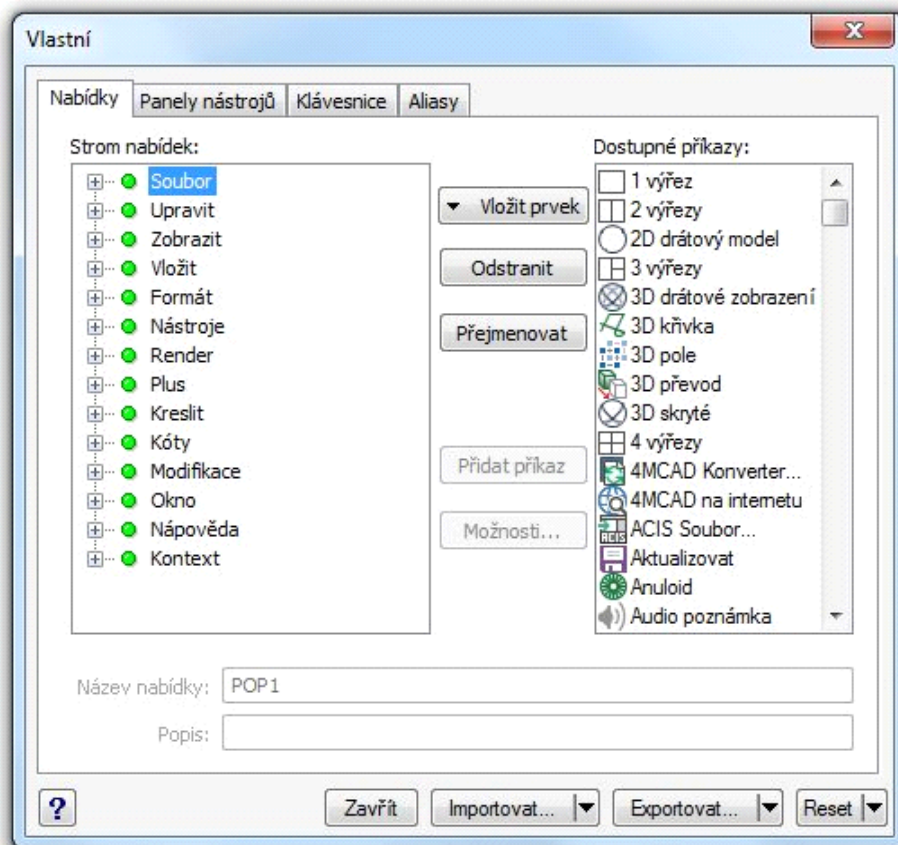 Vlastní
Nabídky
Panely nástrojů
Klávesnice
Aliasy
Strom nabídek:
Soubor
Upravit
Zobrazit
Vložit
Formát
Nástroje
Render
Plus
Kreslit
Kóty
Modifikace
Okno
Nápověda
Kontext
Vložit prvek
Odstranit
Přejmenovat
Přidat příkaz
Možnosti...
Dostupné příkazy:
1 výřez
2 výřezy
2D drátový model
3 výřezy
3D drátové zobrazení
3D křivka
3D pole
3D převod
3D skryté
4 výřezy
4MCAD Konverter...
4MCAD na internetu
ACIS Soubor...
Aktualizovat
Anuloid
Audio poznámka
Název nabídky: POP1
Popis:
? Zavřít Importovat... Exportovat... Reset